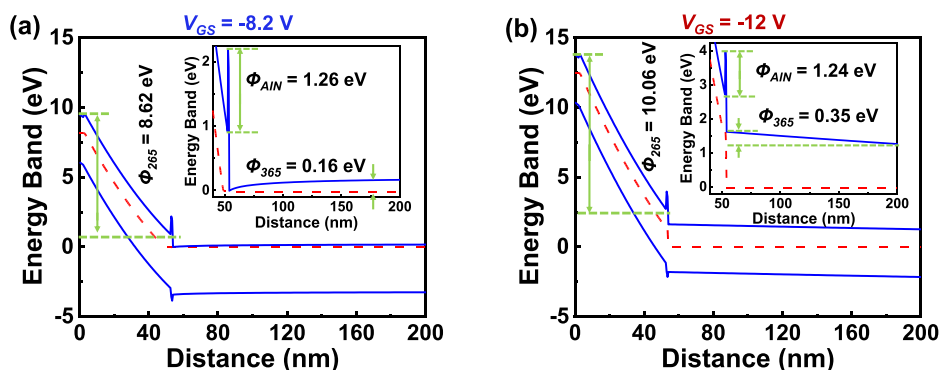 (a)
V_GS = -8.2 V
Energy Band (eV)
15
10
5
0
-5
0
40
80
120
160
200
Distance (nm)
Φ265 = 8.62 eV
Energy Band (eV)
2
1
0
50
100
150
200
Distance (nm)
Φ_AlN = 1.26 eV
Φ365 = 0.16 eV
(b)
V_GS = -12 V
Energy Band (eV)
15
10
5
0
-5
0
40
80
120
160
200
Distance (nm)
Φ265 = 10.06 eV
Energy Band (eV)
4
3
2
1
0
50
100
150
200
Distance (nm)
Φ_AlN = 1.24 eV
Φ365 = 0.35 eV